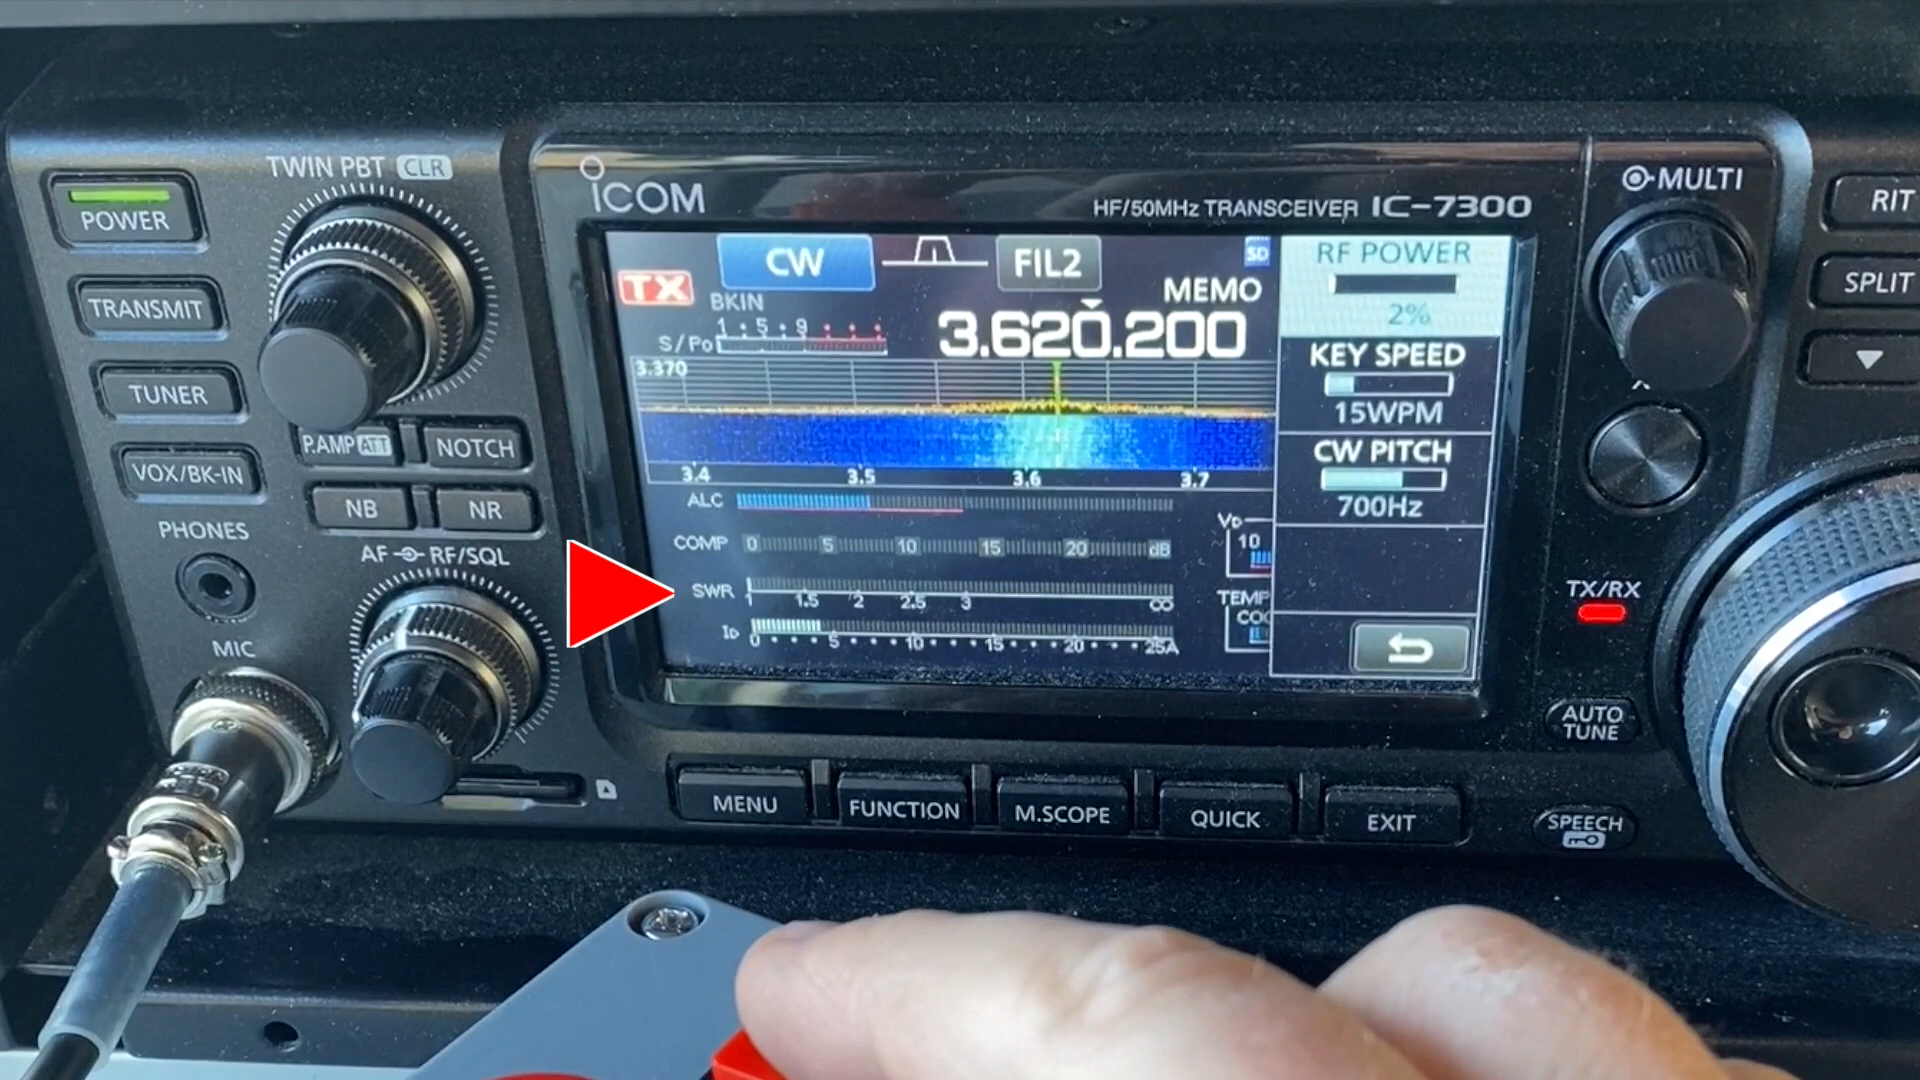 POWER
TRANSMIT
TUNER
VOX/BK-IN
PHONES
MIC
TWIN PBT CLR
P.AMP ATT
NOTCH
NB
NR
AF RF/SQL
ICOM
HF/50MHz TRANSCEIVER IC-7300
CW
FIL2
SD
TX
BKIN
MEMO
1 • 5 • 9
S/Po
3.620.200
3.370
3.4 3.5 3.6 3.7
ALC
COMP 0 5 10 15 20 dB
SWR
1 1.5 2 2.5 3 ∞
ID
0 5 10 15 20 25A
VD
10
TEMP
RF POWER
2%
KEY SPEED
15WPM
CW PITCH
700Hz
MENU
FUNCTION
M.SCOPE
QUICK
EXIT
MULTI
RIT
SPLIT
TX/RX
AUTO
TUNE
SPEECH